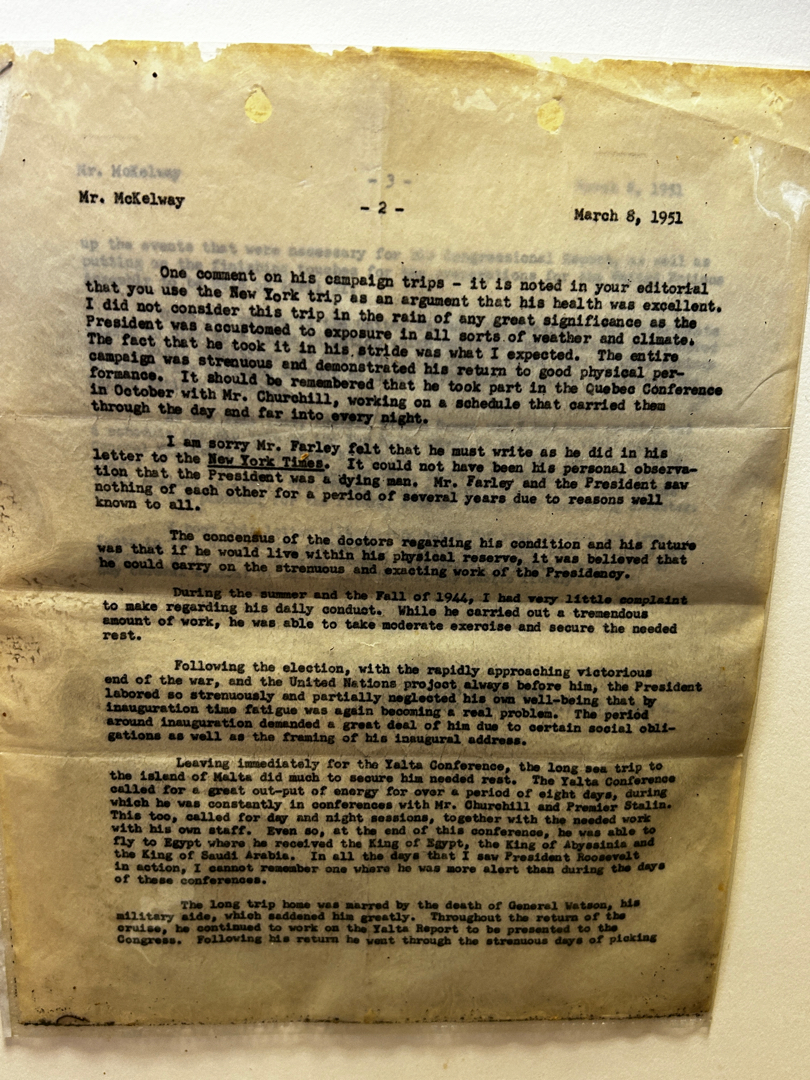 Mr. McKelway
- 3 -
March 8, 1951
Mr. McKelway
- 2 -
March 8, 1951
up the events that were necessary for his Congressional as well as
One comment on his campaign trips - it is noted in your editorial
that you use the New York trip as an argument that his health was excellent.
I did not consider this trip in the rain of any great significance as the
President was accustomed to exposure in all sorts of weather and climate.
The fact that he took it in his stride was what I expected. The entire
campaign was strenuous and demonstrated his return to good physical per-
formance. It should be remembered that he took part in the Quebec Conference
in October with Mr. Churchill, working on a schedule that carried them
through the day and far into every night.
I am sorry Mr. Farley felt that he must write as he did in his
letter to the New York Times. It could not have been his personal observa-
tion that the President was a dying man. Mr. Farley and the President saw
nothing of each other for a period of several years due to reasons well
known to all.
The concensus of the doctors regarding his condition and his future
was that if he would live within his physical reserve, it was believed that
he could carry on the strenuous and exacting work of the Presidency.
During the summer and the Fall of 1944, I had very little complaint
to make regarding his daily conduct. While he carried out a tremendous
amount of work, he was able to take moderate exercise and secure the needed
rest.
Following the election, with the rapidly approaching victorious
end of the war, and the United Nations project always before him, the President
labored so strenuously and partially neglected his own well-being that by
inauguration time fatigue was again becoming a real problem. The period
around inauguration demanded a great deal of him due to certain social obli-
gations as well as the framing of his inaugural address.
Leaving immediately for the Yalta Conference, the long sea trip to
the island of Malta did much to secure him needed rest. The Yalta Conference
called for a great out-put of energy for over a period of eight days, during
which he was constantly in conferences with Mr. Churchill and Premier Stalin.
This too, called for day and night sessions, together with the needed work
with his own staff. Even so, at the end of this conference, he was able to
fly to Egypt where he received the King of Egypt, the King of Abyssinia and
the King of Saudi Arabia. In all the days that I saw President Roosevelt
in action, I cannot remember one where he was more alert than during the days
of these conferences.
The long trip home was marred by the death of General Watson, his
military aide, which saddened him greatly. Throughout the return of the
cruise, he continued to work on the Yalta Report to be presented to the
Congress. Following his return he went through the strenuous days of picking